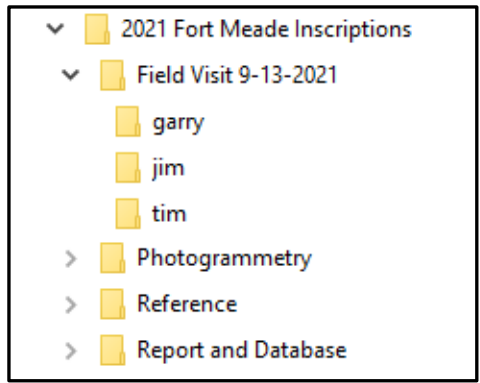 2021 Fort Meade Inscriptions
Field Visit 9-13-2021
garry
jim
tim
Photogrammetry
Reference
Report and Database